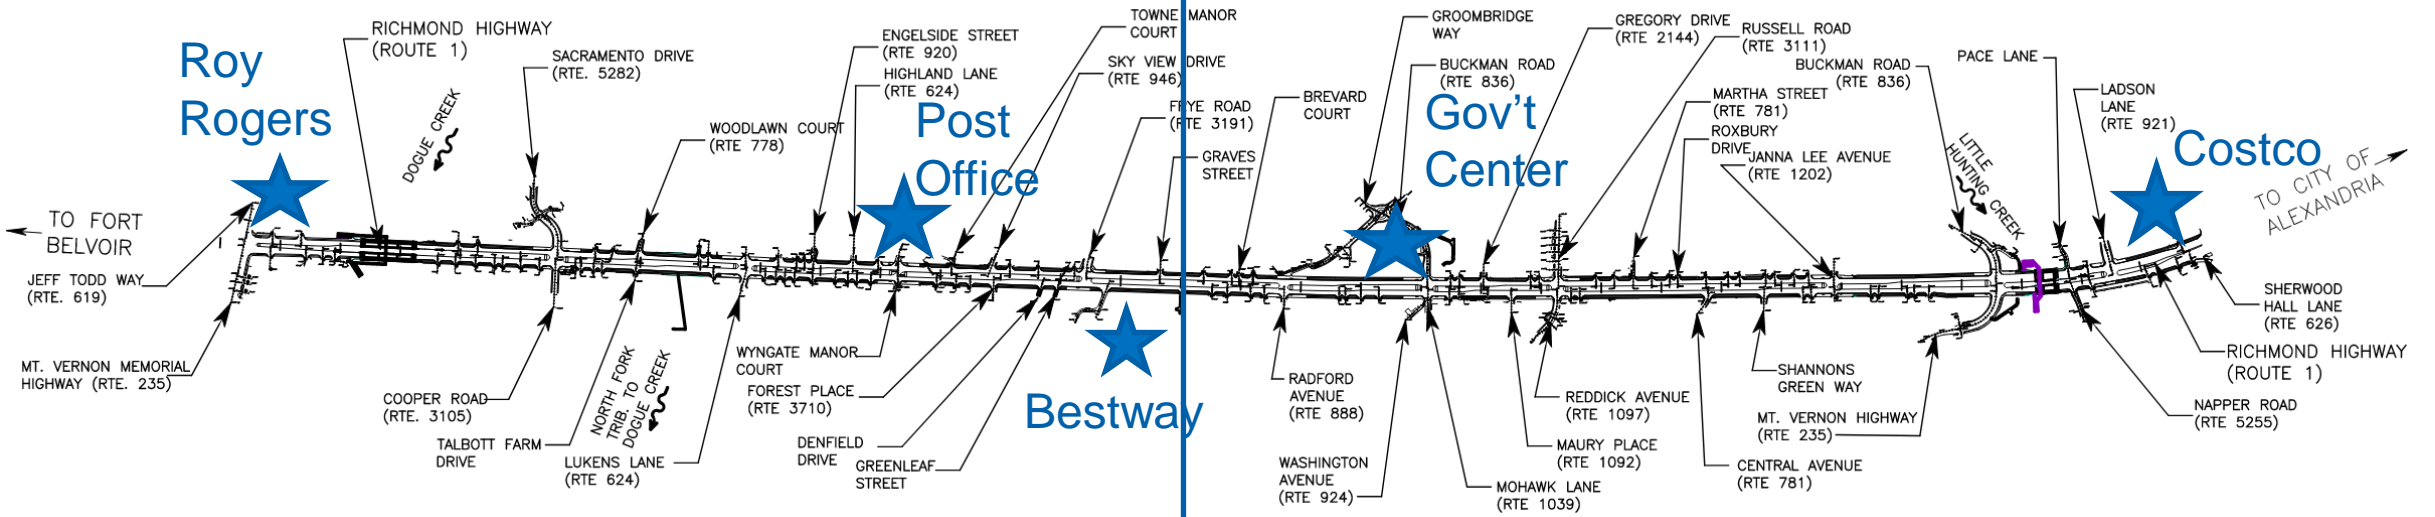 Roy
Rogers
RICHMOND HIGHWAY
(ROUTE 1)
DOGUE CREEK
SACRAMENTO DRIVE
(RTE. 5282)
WOODLAWN COURT
(RTE 778)
ENGELSIDE STREET
(RTE 920)
HIGHLAND LANE
(RTE 624)
Post
Office
TOWNE MANOR
COURT
SKY VIEW DRIVE
(RTE 946)
FRYE ROAD
(RTE 3191)
GRAVES
STREET
BREVARD
COURT
GROOMBRIDGE
WAY
BUCKMAN ROAD
(RTE 836)
Gov't
Center
GREGORY DRIVE
(RTE 2144)
RUSSELL ROAD
(RTE 3111)
MARTHA STREET
(RTE 781)
ROXBURY
DRIVE
JANNA LEE AVENUE
(RTE 1202)
BUCKMAN ROAD
(RTE 836)
LITTLE
HUNTING CREEK
PACE LANE
LADSON
LANE
(RTE 921)
Costco
TO CITY OF
ALEXANDRIA
TO FORT
BELVOIR
JEFF TODD WAY
(RTE. 619)
MT. VERNON MEMORIAL
HIGHWAY (RTE. 235)
COOPER ROAD
(RTE. 3105)
TALBOTT FARM
DRIVE
NORTH FORK
TRIB. TO
DOGUE CREEK
LUKENS LANE
(RTE 624)
WYNGATE MANOR
COURT
FOREST PLACE
(RTE 3710)
DENFIELD
DRIVE
GREENLEAF
STREET
Bestway
RADFORD
AVENUE
(RTE 888)
WASHINGTON
AVENUE
(RTE 924)
MOHAWK LANE
(RTE 1039)
REDDICK AVENUE
(RTE 1097)
MAURY PLACE
(RTE 1092)
CENTRAL AVENUE
(RTE 781)
SHANNONS
GREEN WAY
MT. VERNON HIGHWAY
(RTE 235)
NAPPER ROAD
(RTE 5255)
RICHMOND HIGHWAY
(ROUTE 1)
SHERWOOD
HALL LANE
(RTE 626)